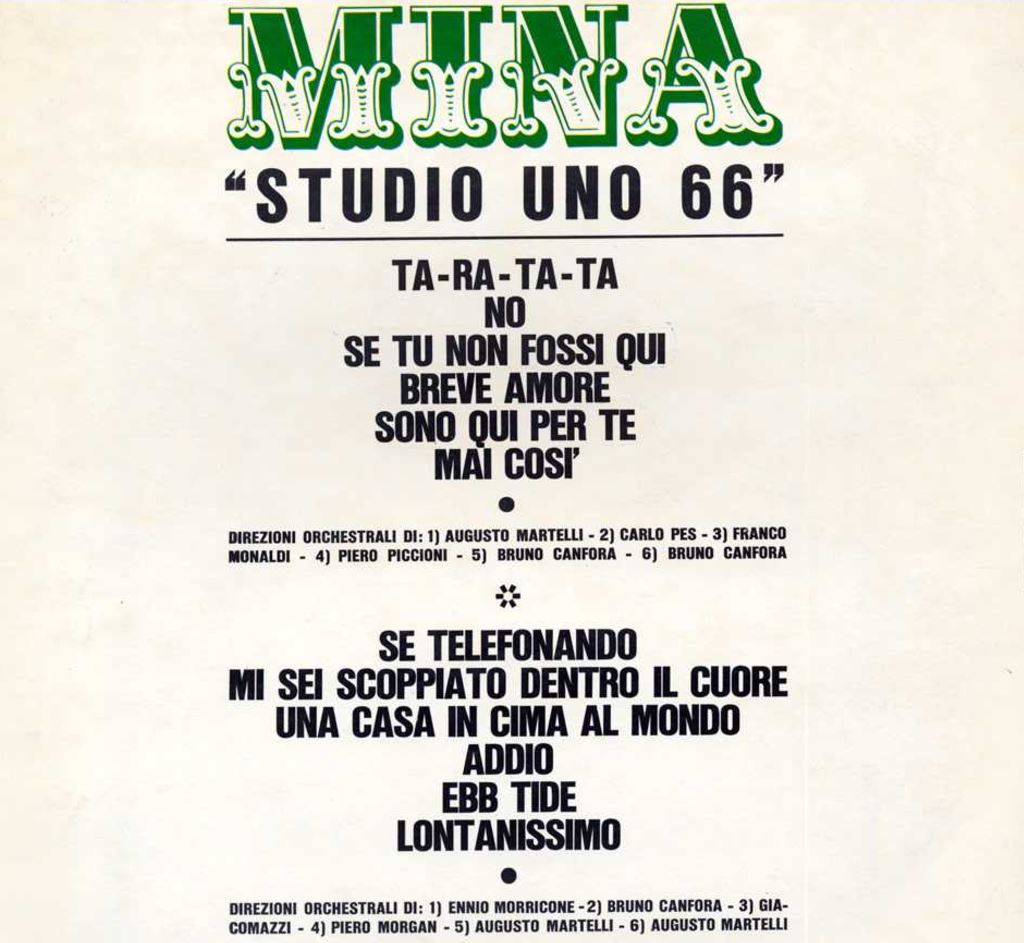 MINA
“STUDIO UNO 66”
TA-RA-TA-TA
NO
SE TU NON FOSSI QUI
BREVE AMORE
SONO QUI PER TE
MAI COSI’
DIREZIONI ORCHESTRALI DI: 1) AUGUSTO MARTELLI - 2) CARLO PES - 3) FRANCO
MONALDI - 4) PIERO PICCIONI - 5) BRUNO CANFORA - 6) BRUNO CANFORA
SE TELEFONANDO
MI SEI SCOPPIATO DENTRO IL CUORE
UNA CASA IN CIMA AL MONDO
ADDIO
EBB TIDE
LONTANISSIMO
DIREZIONI ORCHESTRALI DI: 1) ENNIO MORRICONE - 2) BRUNO CANFORA - 3) GIA-
COMAZZI - 4) PIERO MORGAN - 5) AUGUSTO MARTELLI - 6) AUGUSTO MARTELLI